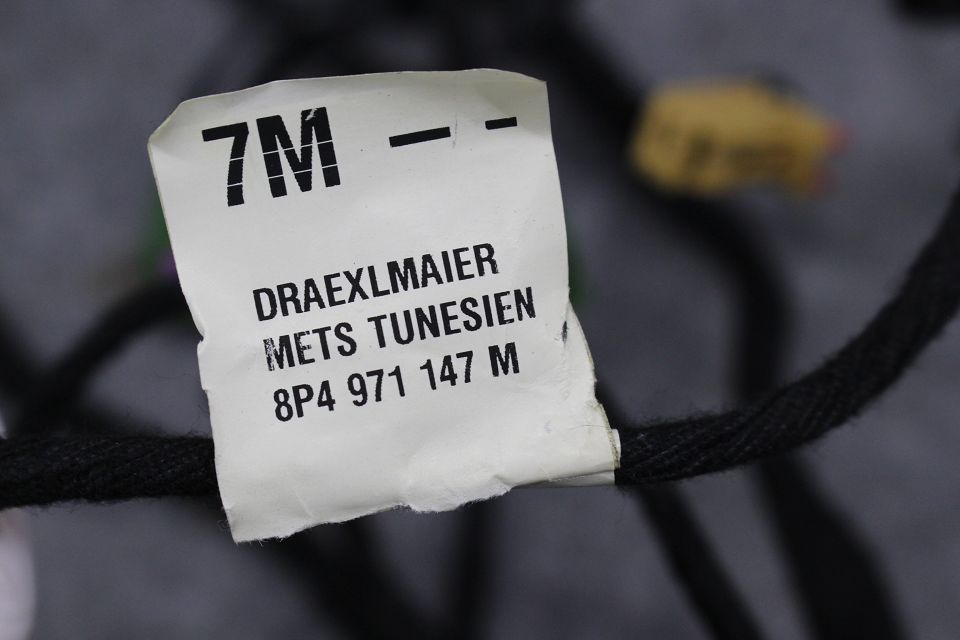 7M — -
DRAEXLMAIER
METS TUNESIEN
8P4 971 147 M